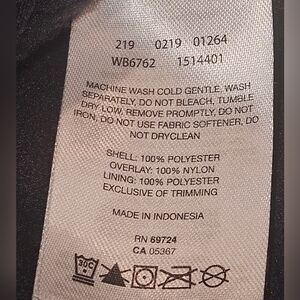 219 0219 01264
WB6762 1514401
MACHINE WASH COLD GENTLE, WASH
SEPARATELY, DO NOT BLEACH, TUMBLE
DRY LOW, REMOVE PROMPTLY, DO NOT
IRON, DO NOT USE FABRIC SOFTENER, DO
NOT DRYCLEAN
SHELL: 100% POLYESTER
OVERLAY: 100% NYLON
LINING: 100% POLYESTER
EXCLUSIVE OF TRIMMING
MADE IN INDONESIA
RN 69724
CA 05367
30C